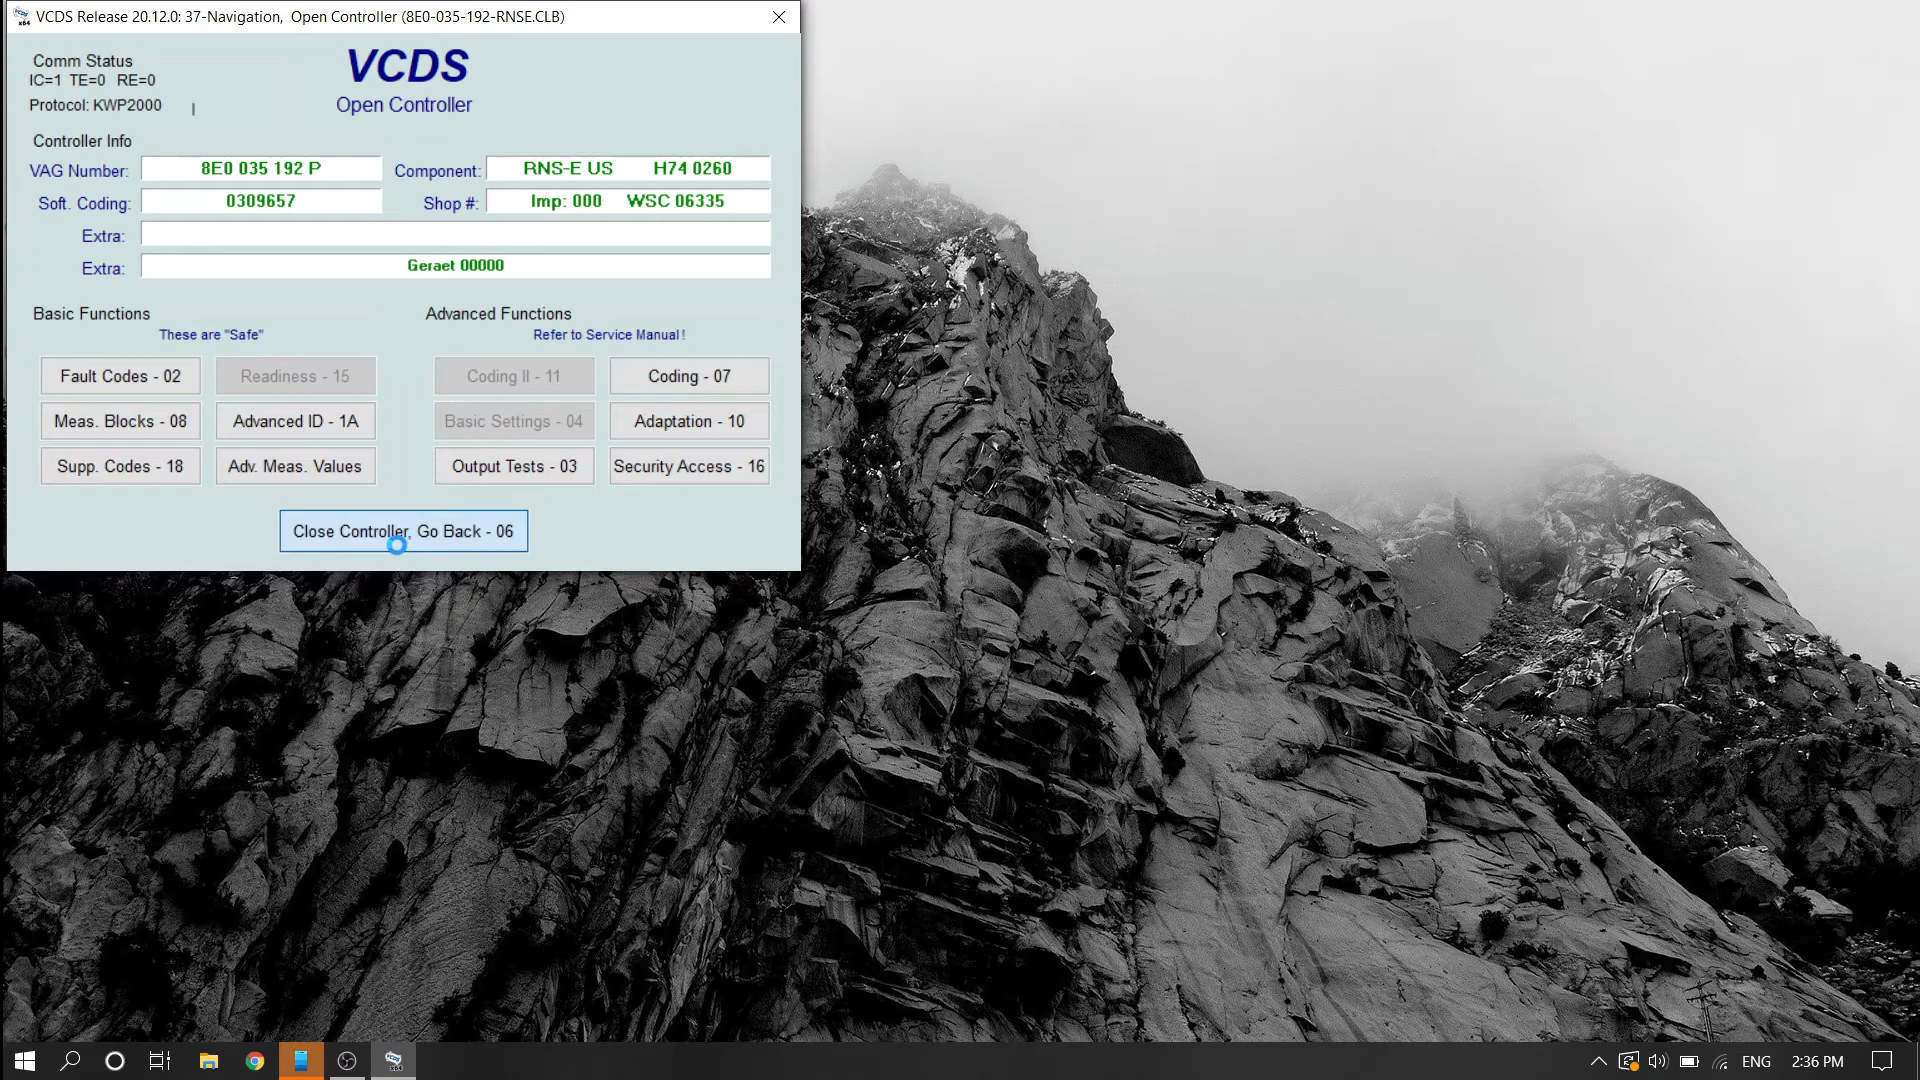 VCDS Release 20.12.0: 37-Navigation,  Open Controller (8E0-035-192-RNSE.CLB)
Comm Status
IC=1  TE=0  RE=0
Protocol: KWP2000
|
VCDS
Open Controller
Controller Info
VAG Number: 8E0 035 192 P Component: RNS-E US H74 0260
Soft. Coding: 0309657 Shop #: Imp: 000 WSC 06335
Extra:
Extra: Geraet 00000
Basic Functions
These are "Safe"
Advanced Functions
Refer to Service Manual!
Fault Codes - 02 Readiness - 15 Coding II - 11 Coding - 07
Meas. Blocks - 08 Advanced ID - 1A Basic Settings - 04 Adaptation - 10
Supp. Codes - 18 Adv. Meas. Values Output Tests - 03 Security Access - 16
Close Controller, Go Back - 06
VCDS x64
ENG 2:36 PM